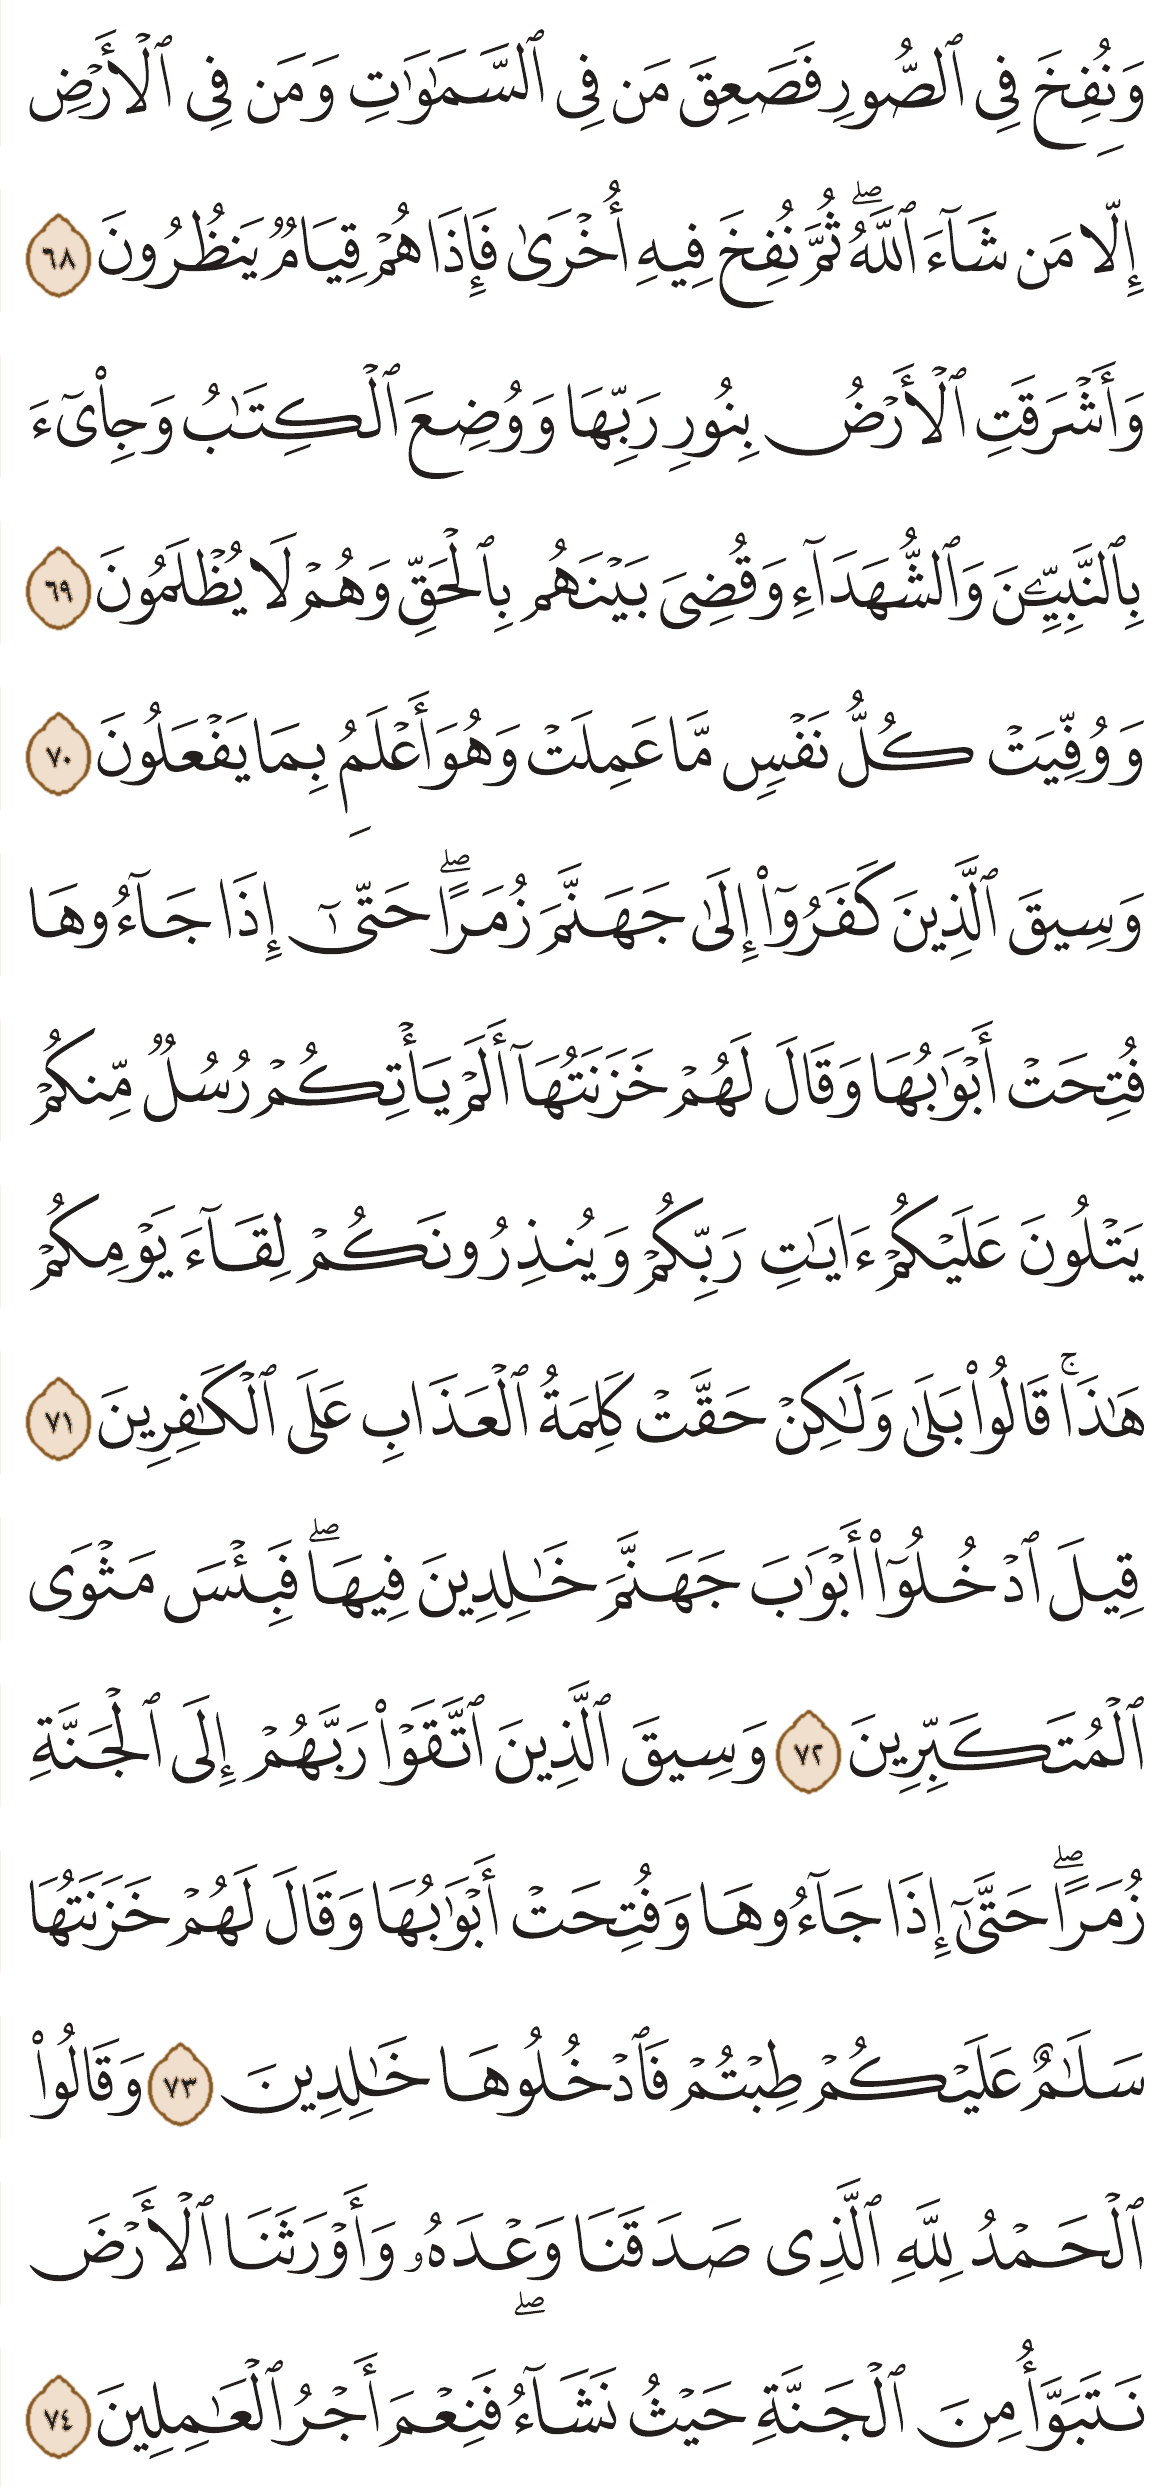 وَنُفِخَ فِى ٱلصُّورِ فَصَعِقَ مَن فِى ٱلسَّمَٰوَٰتِ وَمَن فِى ٱلْأَرْضِ
إِلَّا مَن شَآءَ ٱللَّهُ ۖ ثُمَّ نُفِخَ فِيهِ أُخْرَىٰ فَإِذَا هُمْ قِيَامٌ يَنظُرُونَ ٦٨
وَأَشْرَقَتِ ٱلْأَرْضُ بِنُورِ رَبِّهَا وَوُضِعَ ٱلْكِتَٰبُ وَجِا۟ىٓءَ
بِٱلنَّبِيِّۦنَ وَٱلشُّهَدَآءِ وَقُضِىَ بَيْنَهُم بِٱلْحَقِّ وَهُمْ لَا يُظْلَمُونَ ٦٩
وَوُفِّيَتْ كُلُّ نَفْسٍ مَّا عَمِلَتْ وَهُوَ أَعْلَمُ بِمَا يَفْعَلُونَ ٧٠
وَسِيقَ ٱلَّذِينَ كَفَرُوٓا۟ إِلَىٰ جَهَنَّمَ زُمَرًا ۖ حَتَّىٰٓ إِذَا جَآءُوهَا
فُتِحَتْ أَبْوَٰبُهَا وَقَالَ لَهُمْ خَزَنَتُهَآ أَلَمْ يَأْتِكُمْ رُسُلٌ مِّنكُمْ
يَتْلُونَ عَلَيْكُمْ ءَايَٰتِ رَبِّكُمْ وَيُنذِرُونَكُمْ لِقَآءَ يَوْمِكُمْ
هَٰذَا ۚ قَالُوا۟ بَلَىٰ وَلَٰكِنْ حَقَّتْ كَلِمَةُ ٱلْعَذَابِ عَلَى ٱلْكَٰفِرِينَ ٧١
قِيلَ ٱدْخُلُوٓا۟ أَبْوَٰبَ جَهَنَّمَ خَٰلِدِينَ فِيهَا ۖ فَبِئْسَ مَثْوَى
ٱلْمُتَكَبِّرِينَ ٧٢ وَسِيقَ ٱلَّذِينَ ٱتَّقَوْا۟ رَبَّهُمْ إِلَى ٱلْجَنَّةِ
زُمَرًا ۖ حَتَّىٰٓ إِذَا جَآءُوهَا وَفُتِحَتْ أَبْوَٰبُهَا وَقَالَ لَهُمْ خَزَنَتُهَا
سَلَٰمٌ عَلَيْكُمْ طِبْتُمْ فَٱدْخُلُوهَا خَٰلِدِينَ ٧٣ وَقَالُوا۟
ٱلْحَمْدُ لِلَّهِ ٱلَّذِى صَدَقَنَا وَعْدَهُۥ وَأَوْرَثَنَا ٱلْأَرْضَ
نَتَبَوَّأُ مِنَ ٱلْجَنَّةِ حَيْثُ نَشَآءُ ۖ فَنِعْمَ أَجْرُ ٱلْعَٰمِلِينَ ٧٤